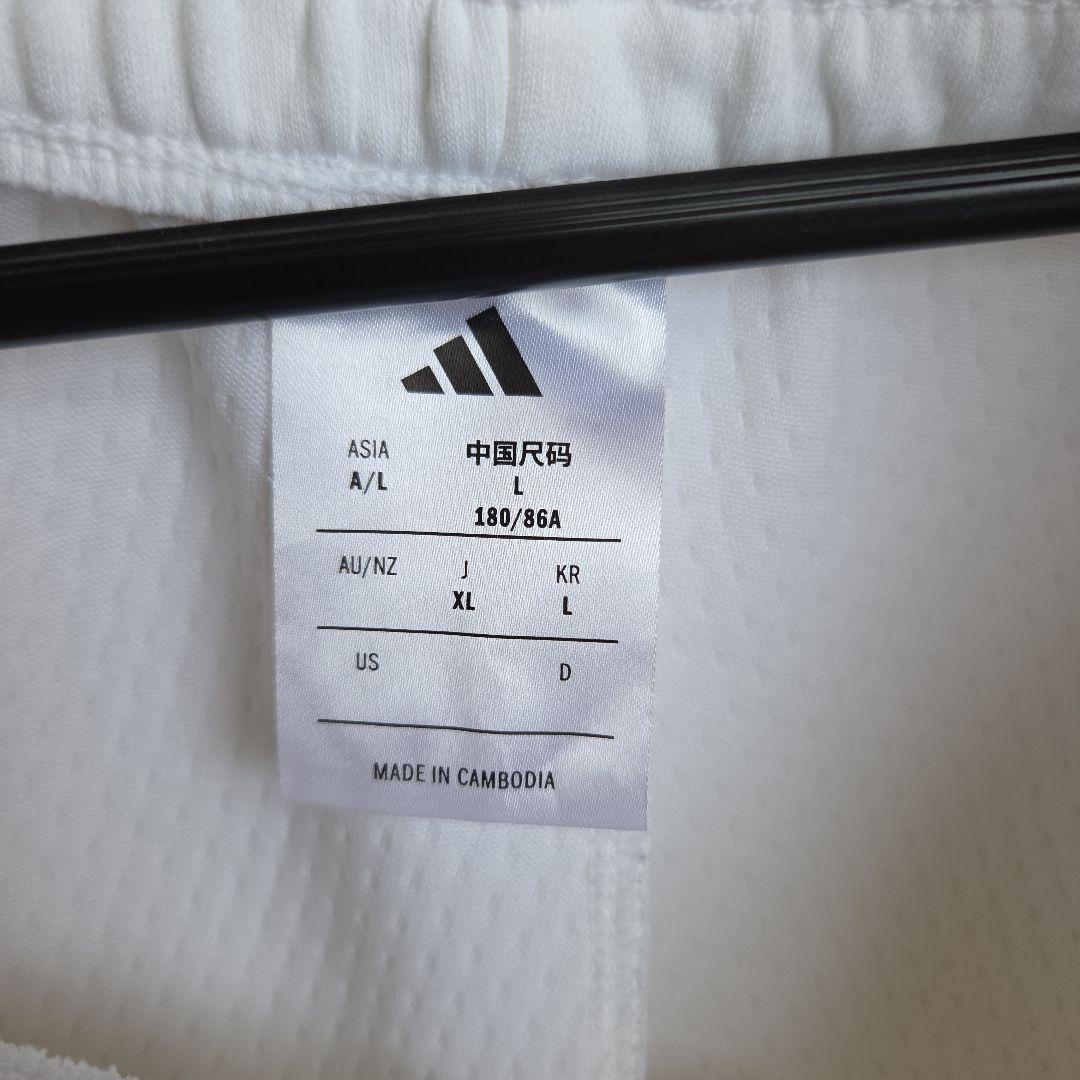 ASIA 中国尺码
A/L L
180/86A
AU/NZ J KR
XL L
US D
MADE IN CAMBODIA